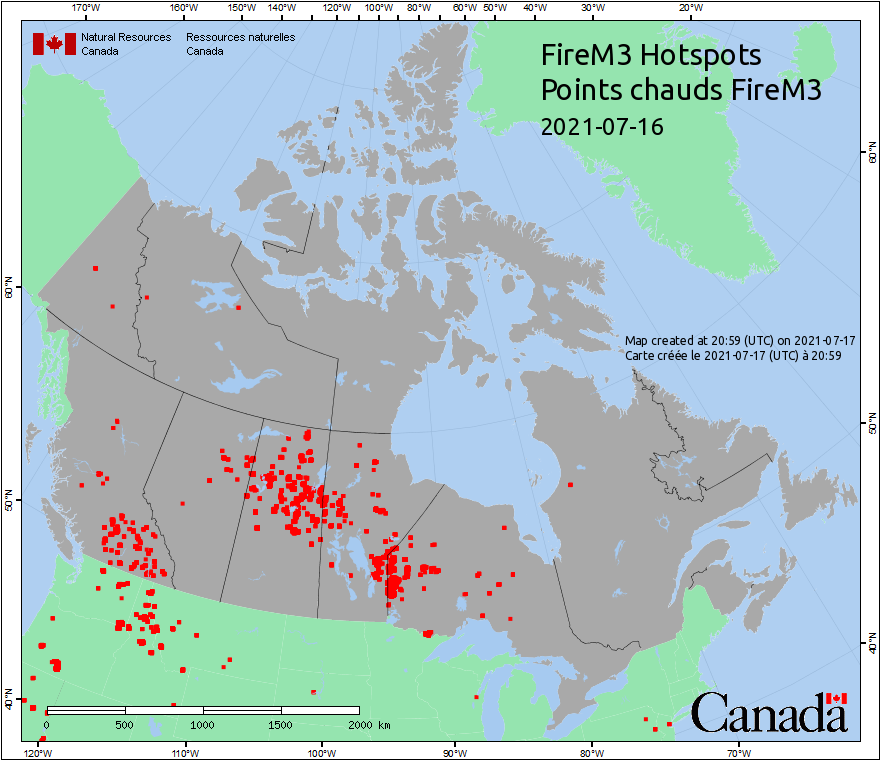 170°W 160°W 150°W 140°W 130°W 120°W 110°W 100°W 90°W 80°W 60°W 50°W 40°W 30°W 20°W
Natural Resources Ressources naturelles
Canada Canada
FireM3 Hotspots
Points chauds FireM3
2021-07-16
60°N
60°N
Map created at 20:59 (UTC) on 2021-07-17
Carte créée le 2021-07-17 (UTC) à 20:59
50°N
50°N
40°N
40°N
Canada
0 500 1000 1500 2000 km
120°W 110°W 100°W 90°W 80°W 70°W